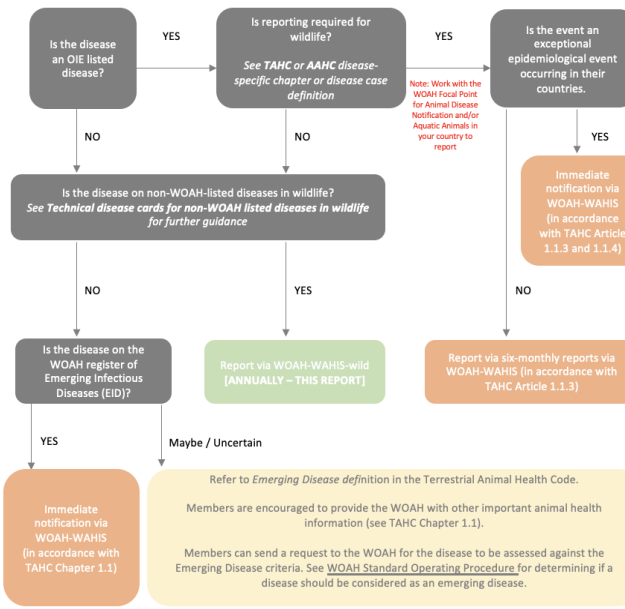 Is the disease
an OIE listed
disease?
YES
Is reporting required for
wildlife?
See TAHC or AAHC disease-
specific chapter or disease case
definition
YES
Note: Work with the
WOAH Focal Point
for Animal Disease
Notification and/or
Aquatic Animals in
your country to
report
Is the event an
exceptional
epidemiological event
occurring in their
countries.
NO
NO
YES
Is the disease on non-WOAH-listed diseases in wildlife?
See Technical disease cards for non-WOAH listed diseases in wildlife
for further guidance
Immediate
notification via
WOAH-WAHIS
(in accordance
with TAHC Article
1.1.3 and 1.1.4)
NO
YES
NO
Is the disease on the
WOAH register of
Emerging Infectious
Diseases (EID)?
Report via WOAH-WAHIS-wild
[ANNUALLY – THIS REPORT]
Report via six-monthly reports via
WOAH-WAHIS (in accordance with
TAHC Article 1.1.3)
YES
Maybe / Uncertain
Immediate
notification via
WOAH-WAHIS
(in accordance with
TAHC Chapter 1.1)
Refer to Emerging Disease definition in the Terrestrial Animal Health Code.
Members are encouraged to provide the WOAH with other important animal health
information (see TAHC Chapter 1.1).
Members can send a request to the WOAH for the disease to be assessed against the
Emerging Disease criteria. See WOAH Standard Operating Procedure for determining if a
disease should be considered as an emerging disease.